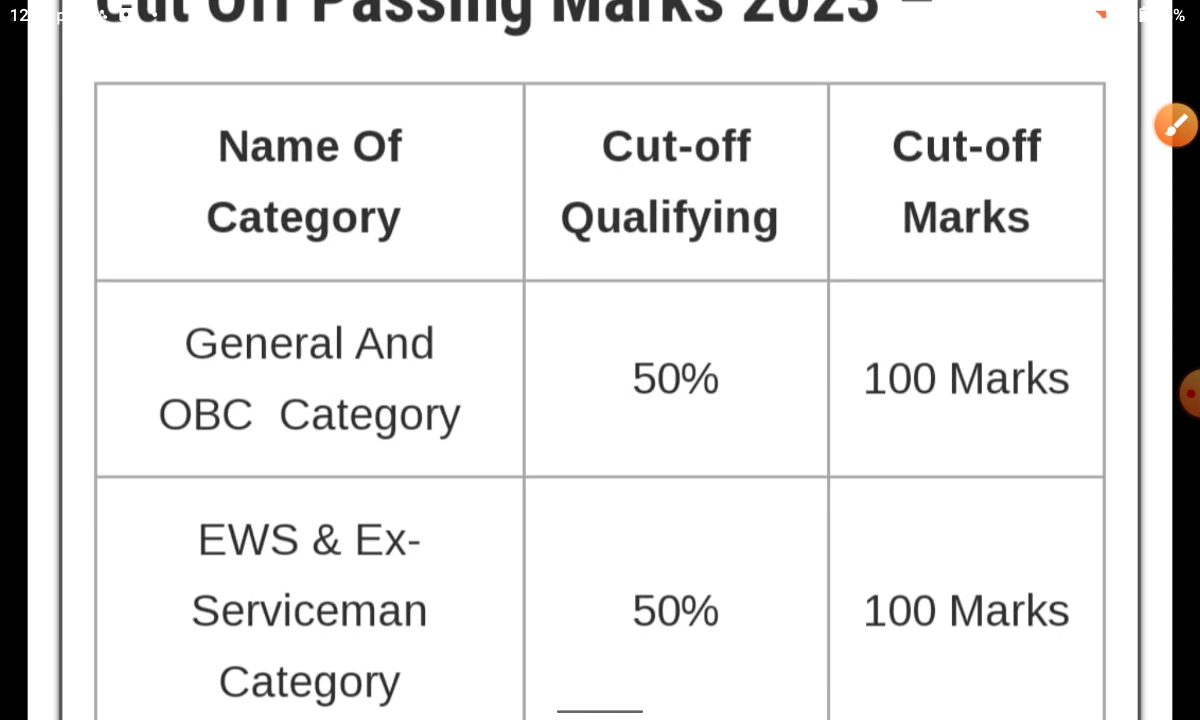 Cut Off Passing Marks 2023 –
Name Of
Category
Cut-off
Qualifying
Cut-off
Marks
General And
OBC Category
50%
100 Marks
EWS & Ex-
Serviceman
Category
50%
100 Marks